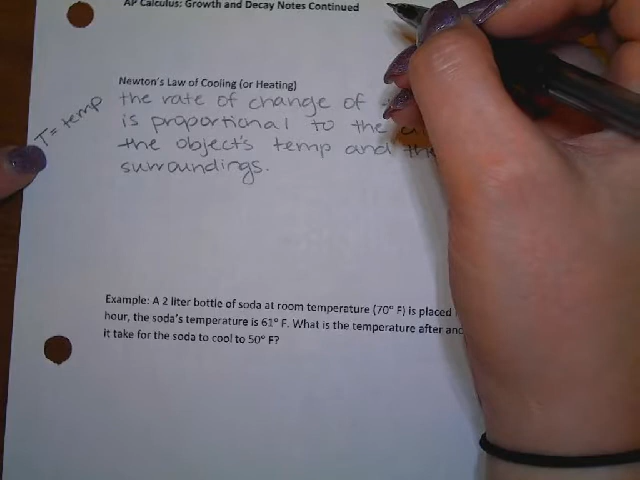 AP Calculus: Growth and Decay Notes Continued
Newton's Law of Cooling (or Heating)
T = temp
the rate of change of
is proportional to the
the object's temp and the
surroundings.
Example: A 2 liter bottle of soda at room temperature (70° F) is placed
hour, the soda's temperature is 61° F. What is the temperature after
it take for the soda to cool to 50° F?